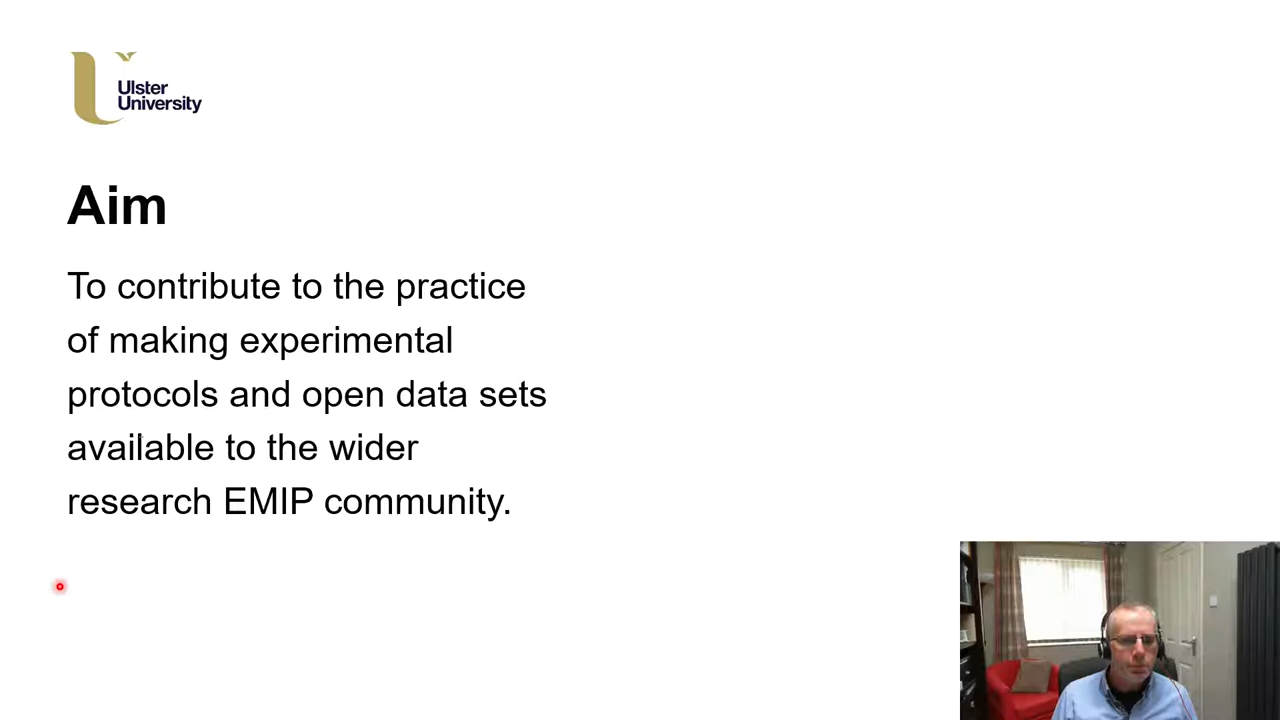 Ulster
University
Aim
To contribute to the practice
of making experimental
protocols and open data sets
available to the wider
research EMIP community.